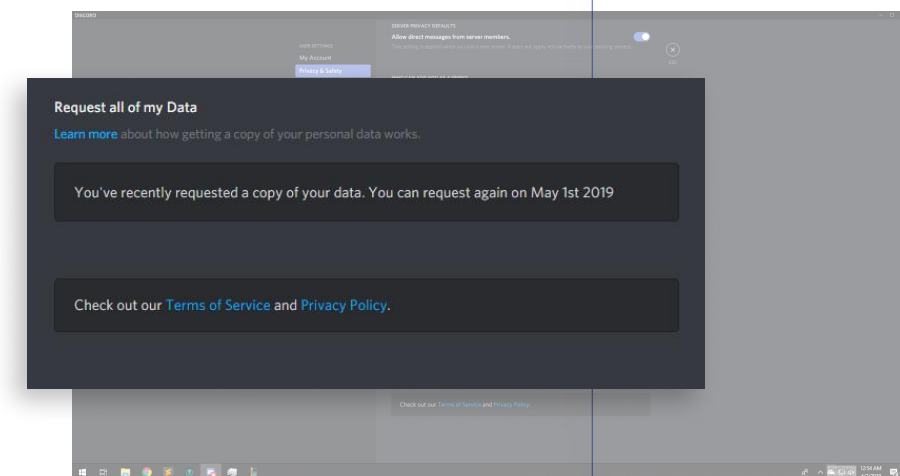 DISCORD
SERVER PRIVACY DEFAULTS
Allow direct messages from server members.
USER SETTINGS
My Account
Privacy & Safety
Request all of my Data
Learn more about how getting a copy of your personal data works.
You've recently requested a copy of your data. You can request again on May 1st 2019
Check out our Terms of Service and Privacy Policy.
Check out our Terms of Service and Privacy Policy.
12:54 AM